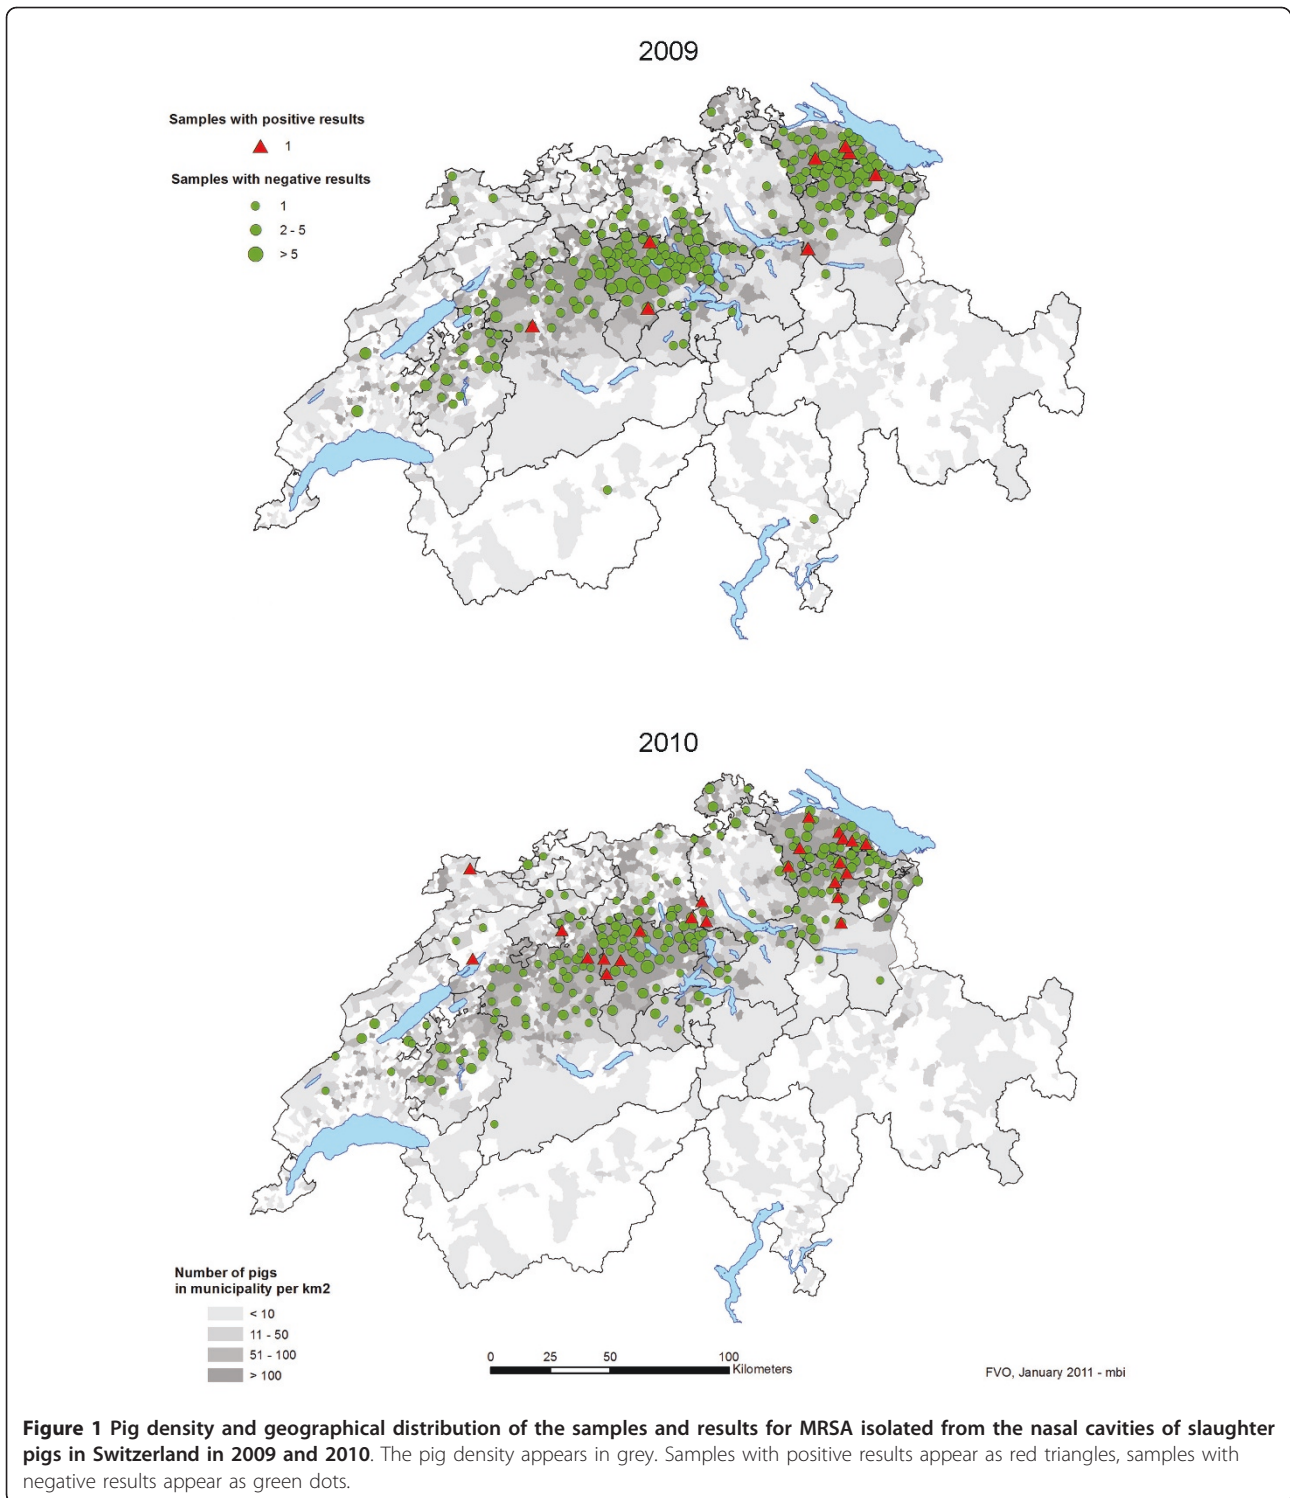 2009
Samples with positive results
1
Samples with negative results
1
2 - 5
> 5
2010
Number of pigs
in municipality per km2
< 10
11 - 50
51 - 100
> 100
0 25 50 100
Kilometers
FVO, January 2011 - mbi
Figure 1 Pig density and geographical distribution of the samples and results for MRSA isolated from the nasal cavities of slaughter
pigs in Switzerland in 2009 and 2010. The pig density appears in grey. Samples with positive results appear as red triangles, samples with
negative results appear as green dots.